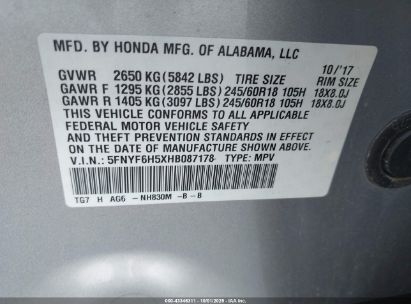 MFD. BY HONDA MFG. OF ALABAMA, LLC
10/'17
GVWR 2650 KG (5842 LBS) TIRE SIZE RIM SIZE
GAWR F 1295 KG (2855 LBS) 245/60R18 105H 18X8.0J
GAWR R 1405 KG (3097 LBS) 245/60R18 105H 18X8.0J
THIS VEHICLE CONFORMS TO ALL APPLICABLE
FEDERAL MOTOR VEHICLE SAFETY, BUMPER,
AND THEFT PREVENTION STANDARDS IN EFFECT
ON THE DATE OF MANUFACTURE SHOWN ABOVE.
V.I.N.: 5FNYF6H5XHB087178 TYPE: MPV
TG7 H AG6 -NH830M -B-B